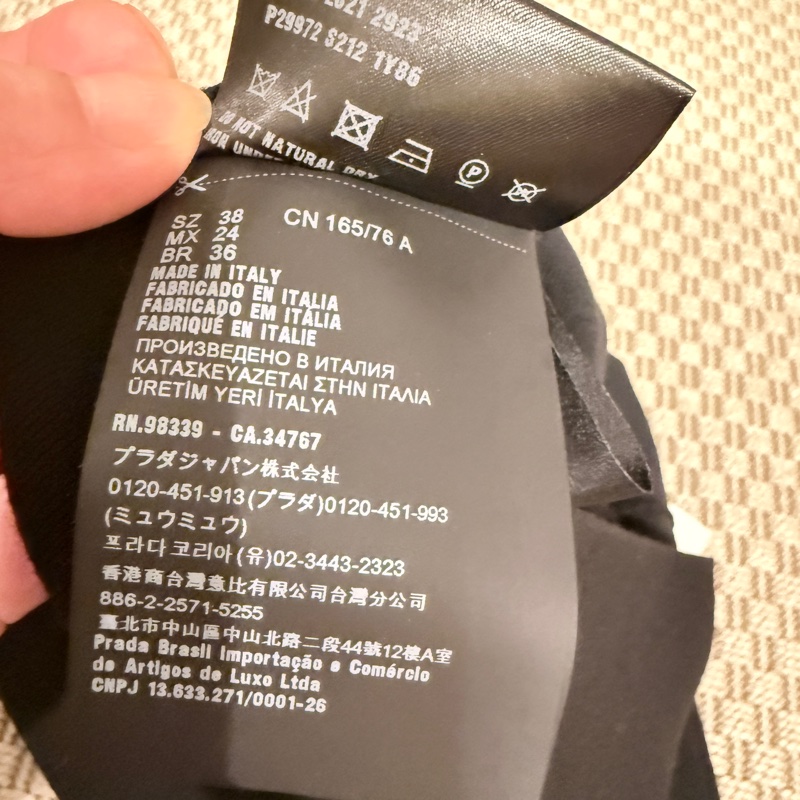 2923
P29972 S212 1Y86
DO NOT NATURAL DRY
SZ 38 CN 165/76 A
MX 24
BR 36
MADE IN ITALY
FABRICADO EN ITALIA
FABRICADO EM ITÁLIA
FABRIQUÉ EN ITALIE
ПРОИЗВЕДЕНО В ИТАЛИЯ
ΚΑΤΑΣΚΕΥΑΖΕΤΑΙ ΣΤΗΝ ΙΤΑΛΙΑ
ÜRETİM YERİ İTALYA
RN.98339 - CA.34767
プラダジャパン株式会社
0120-451-913(プラダ)0120-451-993
(ミュウミュウ)
프라다코리아(유)02-3443-2323
香港商台灣意比有限公司台灣分公司
886-2-2571-5255
臺北市中山區中山北路二段44號12樓A室
Prada Brasil Importação e Comércio
de Artigos de Luxo Ltda
CNPJ 13.633.271/0001-26